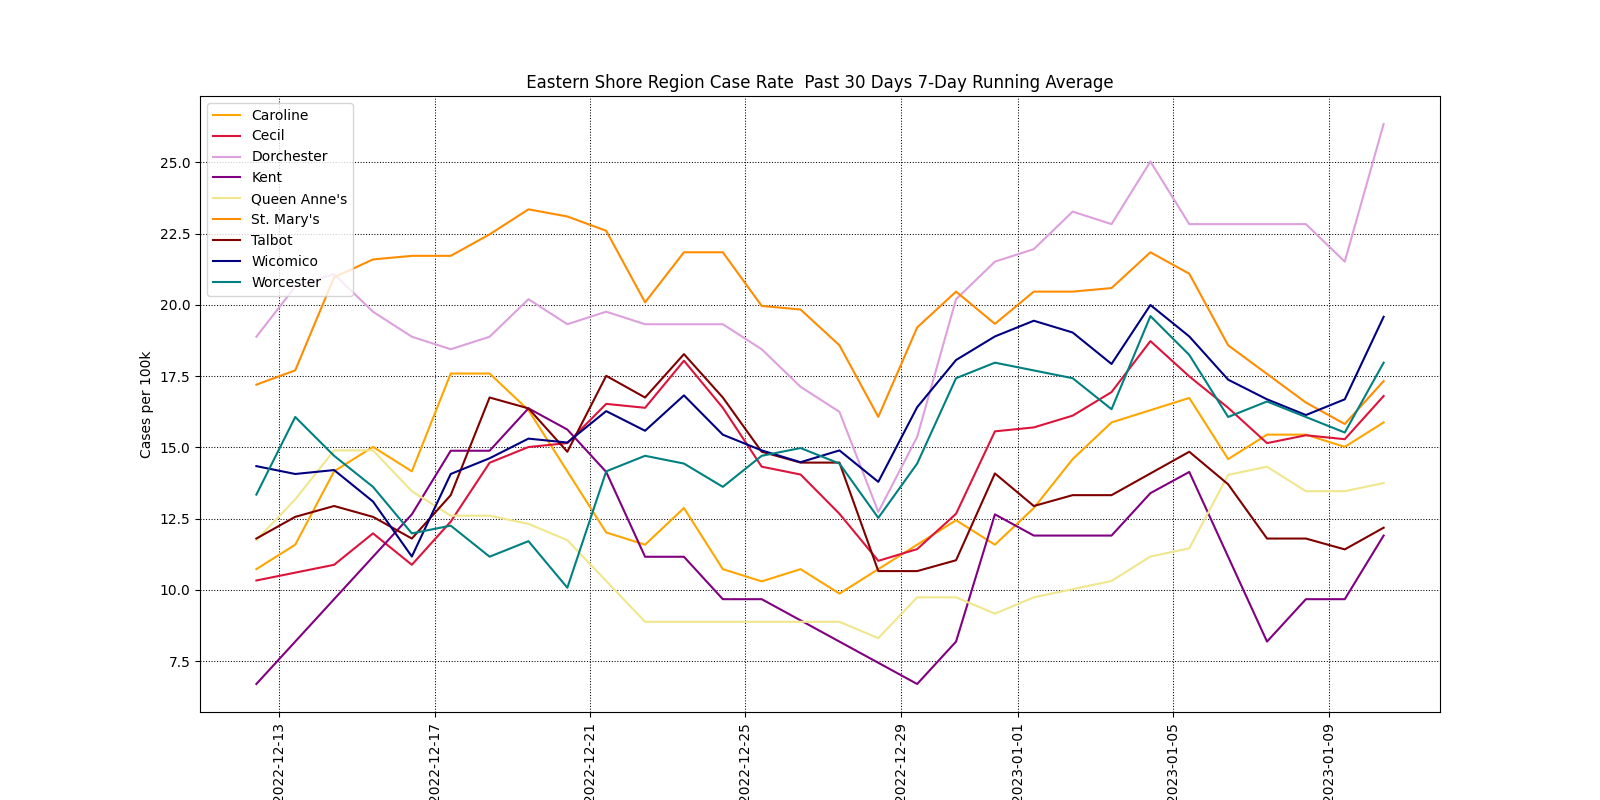 Eastern Shore Region Case Rate  Past 30 Days 7-Day Running Average
Caroline
Cecil
Dorchester
Kent
Queen Anne's
St. Mary's
Talbot
Wicomico
Worcester
Cases per 100k
25.0
22.5
20.0
17.5
15.0
12.5
10.0
7.5
2022-12-13
2022-12-17
2022-12-21
2022-12-25
2022-12-29
2023-01-01
2023-01-05
2023-01-09